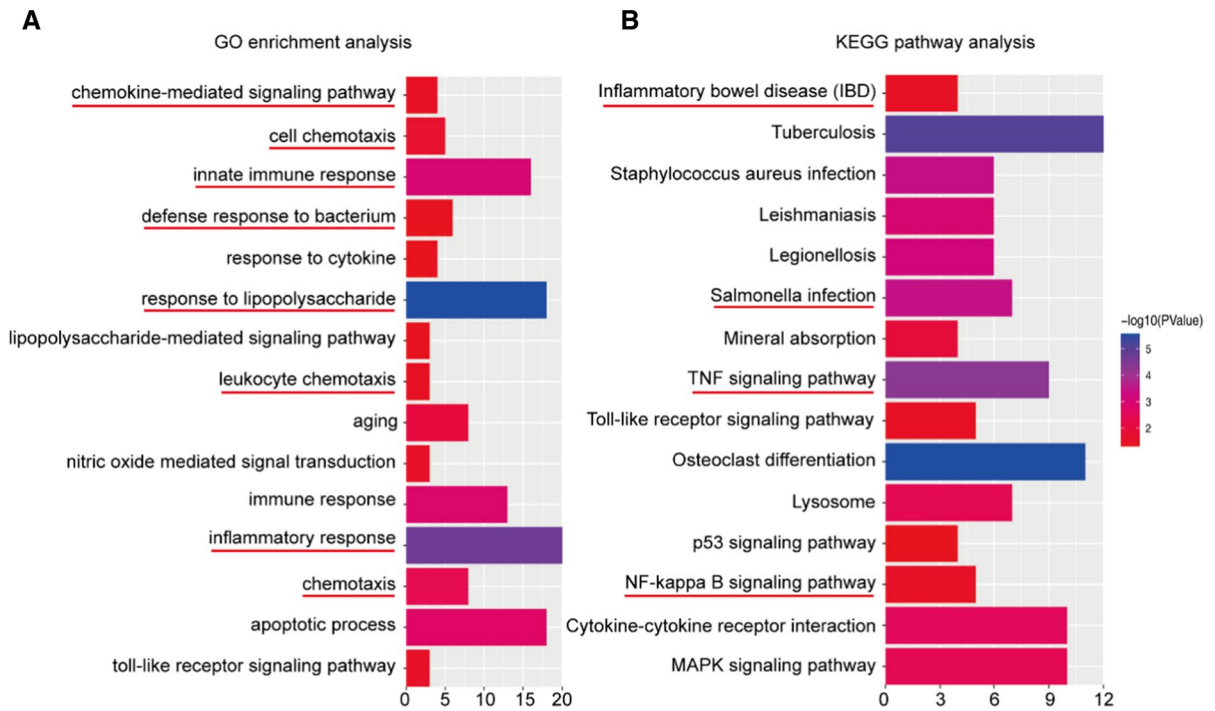 A
GO enrichment analysis
chemokine-mediated signaling pathway
cell chemotaxis
innate immune response
defense response to bacterium
response to cytokine
response to lipopolysaccharide
lipopolysaccharide-mediated signaling pathway
leukocyte chemotaxis
aging
nitric oxide mediated signal transduction
immune response
inflammatory response
chemotaxis
apoptotic process
toll-like receptor signaling pathway
0 5 10 15 20
B
KEGG pathway analysis
Inflammatory bowel disease (IBD)
Tuberculosis
Staphylococcus aureus infection
Leishmaniasis
Legionellosis
Salmonella infection
Mineral absorption
TNF signaling pathway
Toll-like receptor signaling pathway
Osteoclast differentiation
Lysosome
p53 signaling pathway
NF-kappa B signaling pathway
Cytokine-cytokine receptor interaction
MAPK signaling pathway
0 3 6 9 12
−log10(PValue)
5
4
3
2